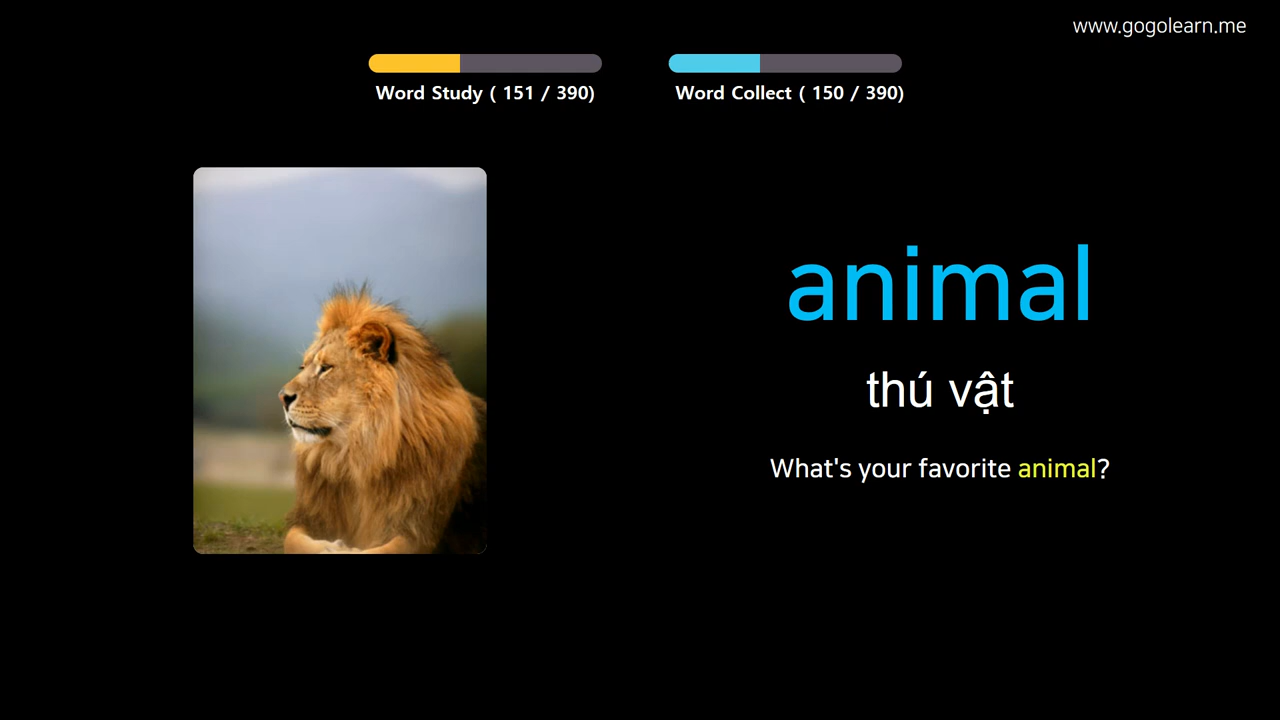 www.gogolearn.me
Word Study ( 151 / 390)
Word Collect ( 150 / 390)
animal
thú vật
What's your favorite animal?